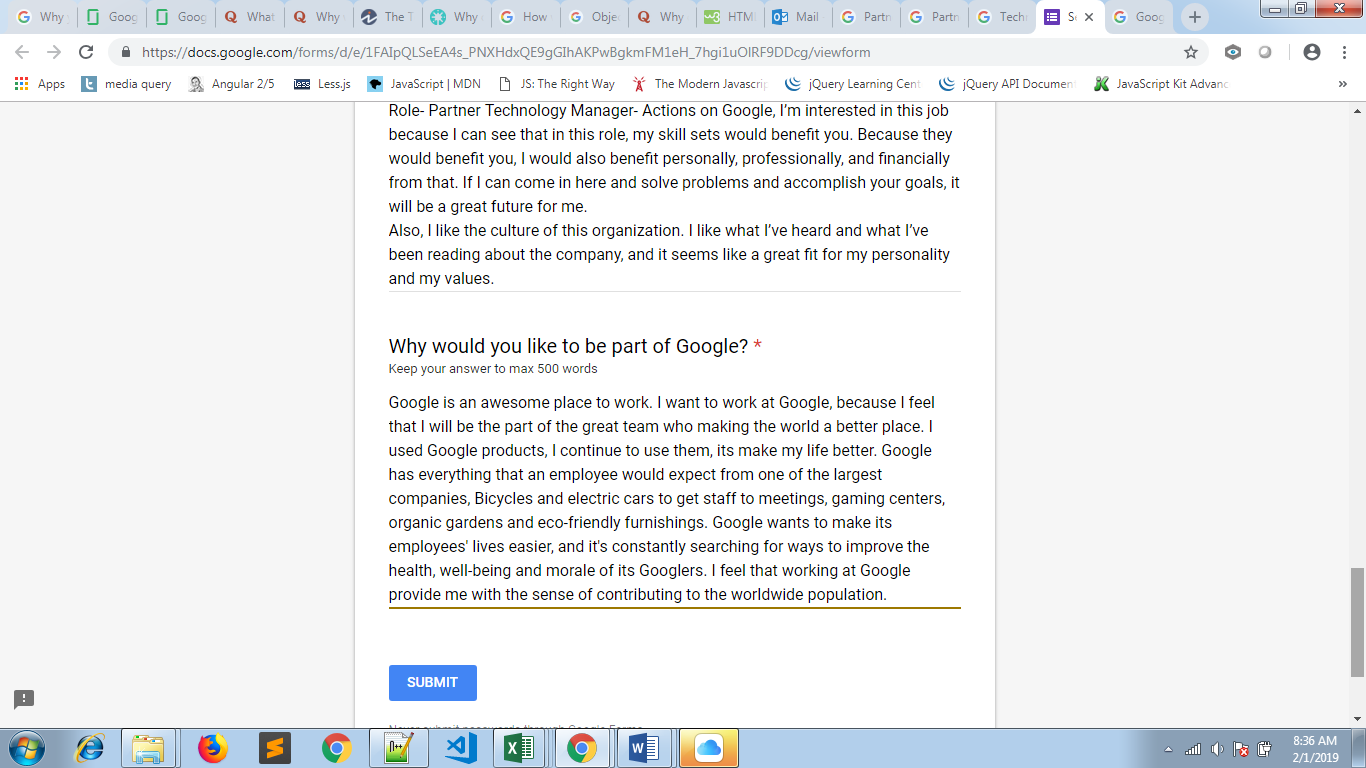 Why
Goog
Goog
What
Why
The T
Why
How
Obje
Why
HTM
Mail
Partn
Partn
Techn
S
Goog
https://docs.google.com/forms/d/e/1FAIpQLSeEA4s_PNXHdxQE9gGIhAKPwBgkmFM1eH_7hgi1uOlRF9DDcg/viewform
Apps
media query
Angular 2/5
Less.js
JavaScript | MDN
JS: The Right Way
The Modern Javascrip
jQuery Learning Cent
jQuery API Document
JavaScript Kit Advanc
»
Role- Partner Technology Manager- Actions on Google, I’m interested in this job
because I can see that in this role, my skill sets would benefit you. Because they
would benefit you, I would also benefit personally, professionally, and financially
from that. If I can come in here and solve problems and accomplish your goals, it
will be a great future for me.
Also, I like the culture of this organization. I like what I’ve heard and what I’ve
been reading about the company, and it seems like a great fit for my personality
and my values.
Why would you like to be part of Google? *
Keep your answer to max 500 words
Google is an awesome place to work. I want to work at Google, because I feel
that I will be the part of the great team who making the world a better place. I
used Google products, I continue to use them, its make my life better. Google
has everything that an employee would expect from one of the largest
companies, Bicycles and electric cars to get staff to meetings, gaming centers,
organic gardens and eco-friendly furnishings. Google wants to make its
employees' lives easier, and it's constantly searching for ways to improve the
health, well-being and morale of its Googlers. I feel that working at Google
provide me with the sense of contributing to the worldwide population.
SUBMIT
Never submit passwords through Google Forms.
8:36 AM
2/1/2019